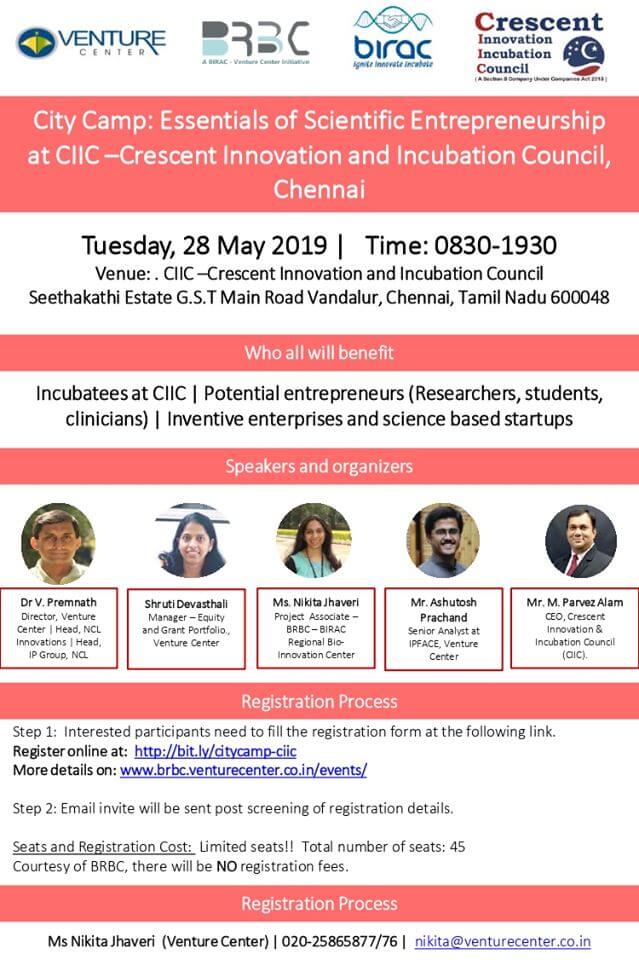 VENTURE
CENTER
BRBC
A BIRAC - Venture Center Initiative
birac
Ignite Innovate Incubate
Crescent
Innovation
Incubation
Council
( A Section 8 Company Under Companies Act 2013 )
City Camp: Essentials of Scientific Entrepreneurship
at CIIC –Crescent Innovation and Incubation Council,
Chennai
Tuesday, 28 May 2019 | Time: 0830-1930
Venue: . CIIC –Crescent Innovation and Incubation Council
Seethakathi Estate G.S.T Main Road Vandalur, Chennai, Tamil Nadu 600048
Who all will benefit
Incubatees at CIIC | Potential entrepreneurs (Researchers, students,
clinicians) | Inventive enterprises and science based startups
Speakers and organizers
Dr V. Premnath
Director, Venture
Center | Head, NCL
Innovations | Head,
IP Group, NCL
Shruti Devasthali
Manager – Equity
and Grant Portfolio.,
Venture Center
Ms. Nikita Jhaveri
Project Associate –
BRBC – BIRAC
Regional Bio-
Innovation Center
Mr. Ashutosh
Prachand
Senior Analyst at
IPFACE, Venture
Center
Mr. M. Parvez Alam
CEO, Crescent
Innovation &
Incubation Council
(CIIC).
Registration Process
Step 1: Interested participants need to fill the registration form at the following link.
Register online at: http://bit.ly/citycamp-ciic
More details on: www.brbc.venturecenter.co.in/events/
Step 2: Email invite will be sent post screening of registration details.
Seats and Registration Cost: Limited seats!! Total number of seats: 45
Courtesy of BRBC, there will be NO registration fees.
Registration Process
Ms Nikita Jhaveri (Venture Center) | 020-25865877/76 | nikita@venturecenter.co.in